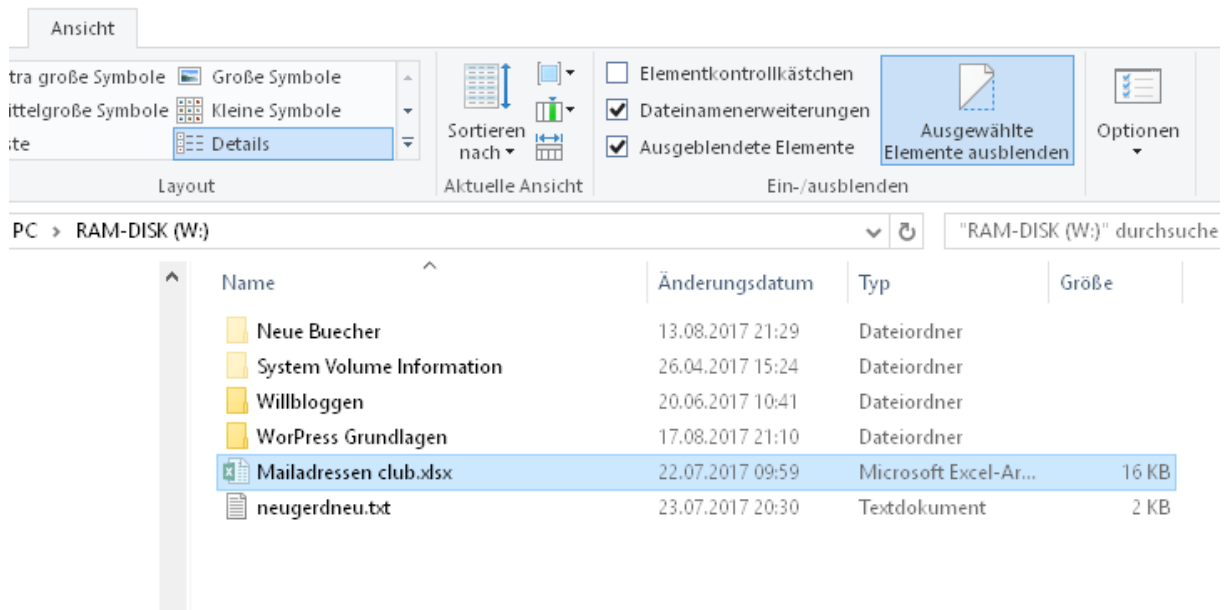 Ansicht
tra große Symbole Große Symbole
ittelgroße Symbole Kleine Symbole
ste Details
Layout
Sortieren
nach
Aktuelle Ansicht
Elementkontrollkästchen
Dateinamenerweiterungen
Ausgeblendete Elemente
Ausgewählte
Elemente ausblenden
Ein-/ausblenden
Optionen
PC > RAM-DISK (W:)
"RAM-DISK (W:)" durchsuche
Name Änderungsdatum Typ Größe
Neue Buecher 13.08.2017 21:29 Dateiordner
System Volume Information 26.04.2017 15:24 Dateiordner
Willbloggen 20.06.2017 10:41 Dateiordner
WorPress Grundlagen 17.08.2017 21:10 Dateiordner
Mailadressen club.xlsx 22.07.2017 09:59 Microsoft Excel-Ar... 16 KB
neugerdneu.txt 23.07.2017 20:30 Textdokument 2 KB